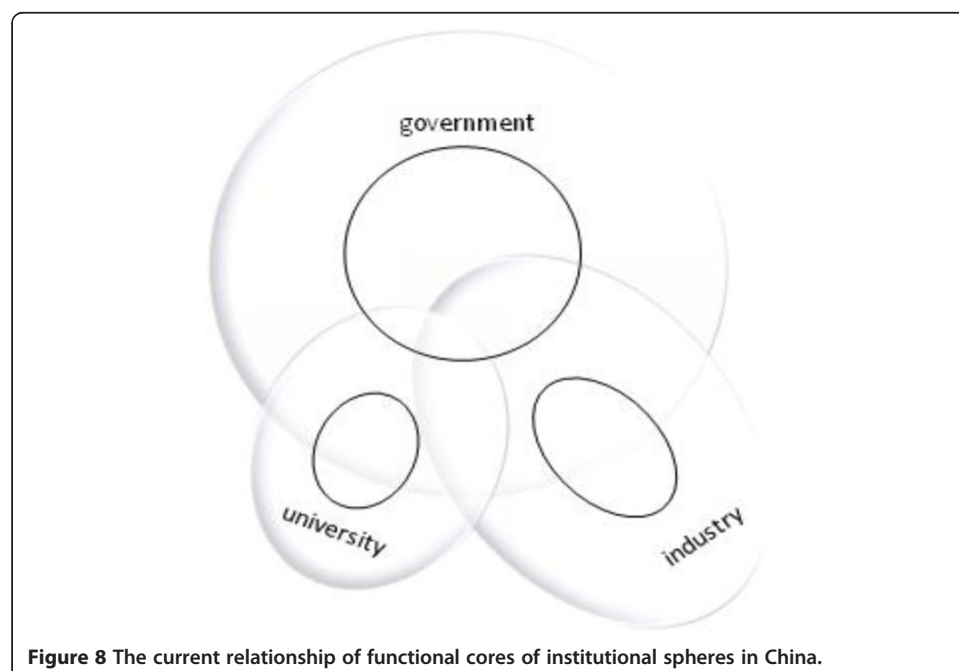 government
university
industry
Figure 8 The current relationship of functional cores of institutional spheres in China.